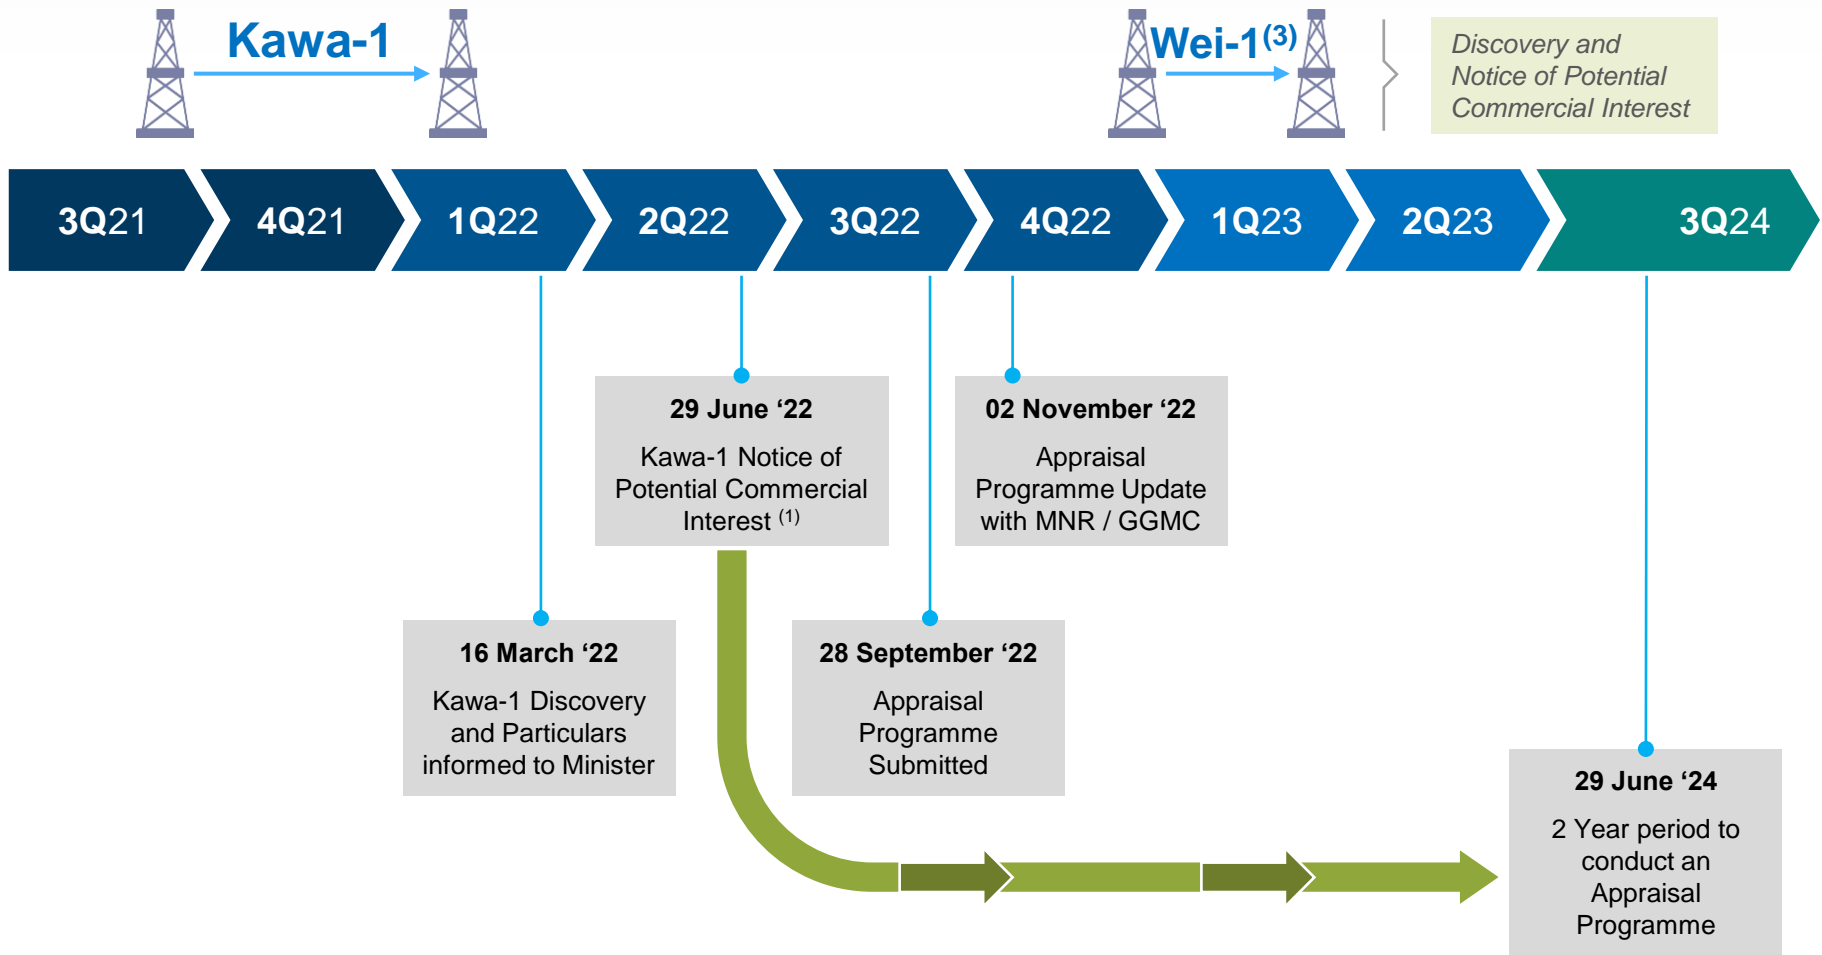 Kawa-1
Wei-1(3)
Discovery and
Notice of Potential
Commercial Interest
3Q21
4Q21
1Q22
2Q22
3Q22
4Q22
1Q23
2Q23
3Q24
29 June ‘22
Kawa-1 Notice of
Potential Commercial
Interest (1)
02 November ‘22
Appraisal
Programme Update
with MNR / GGMC
16 March ‘22
Kawa-1 Discovery
and Particulars
informed to Minister
28 September ‘22
Appraisal
Programme
Submitted
29 June ‘24
2 Year period to
conduct an
Appraisal
Programme